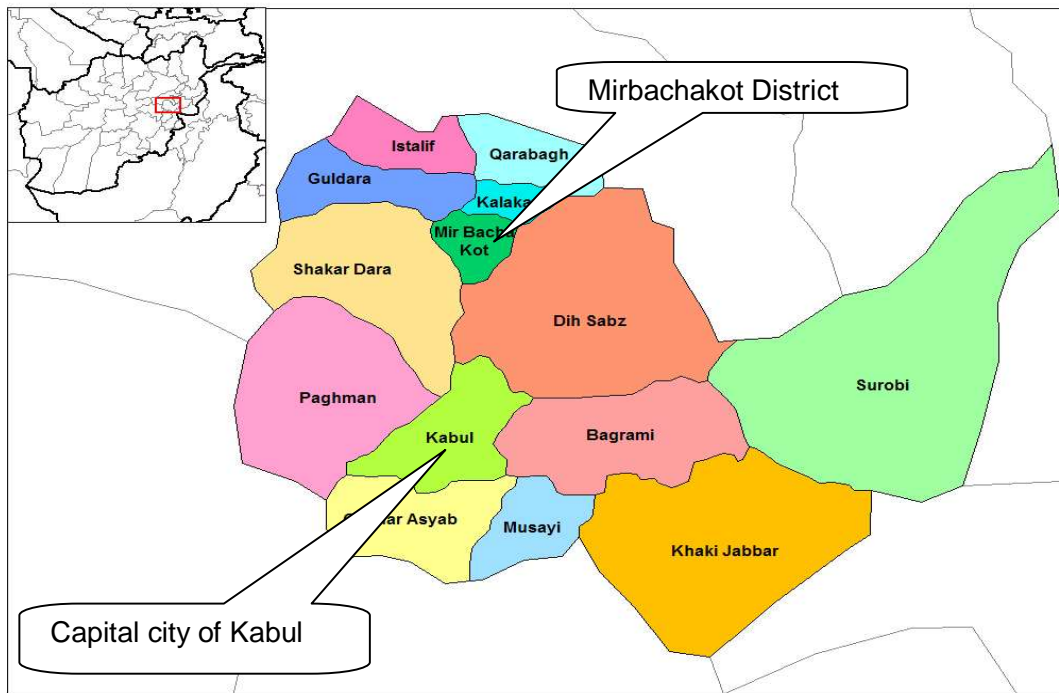 Mirbachakot District
Istalif
Qarabagh
Guldara
Kalaka
Mir Bacha
Kot
Shakar Dara
Dih Sabz
Surobi
Paghman
Kabul
Bagrami
Asyab
Musayi
Khaki Jabbar
Capital city of Kabul